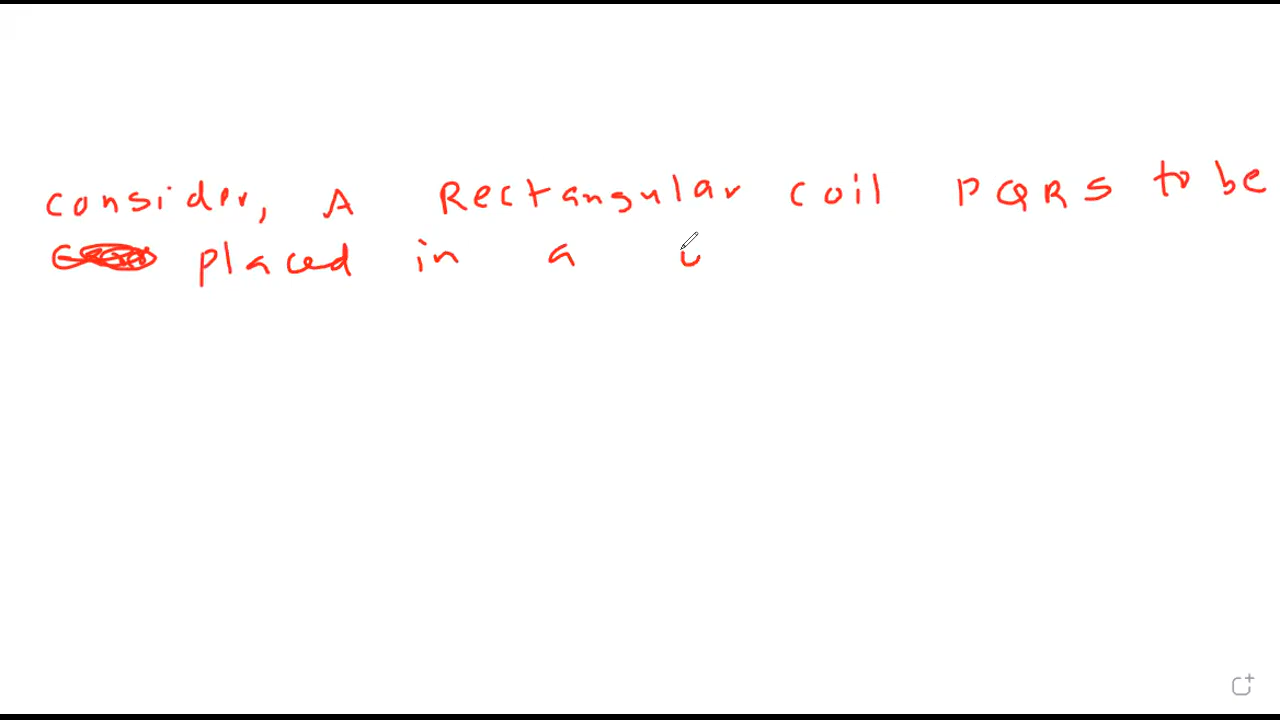 consider, A Rectangular coil PQRS to be
placed in a